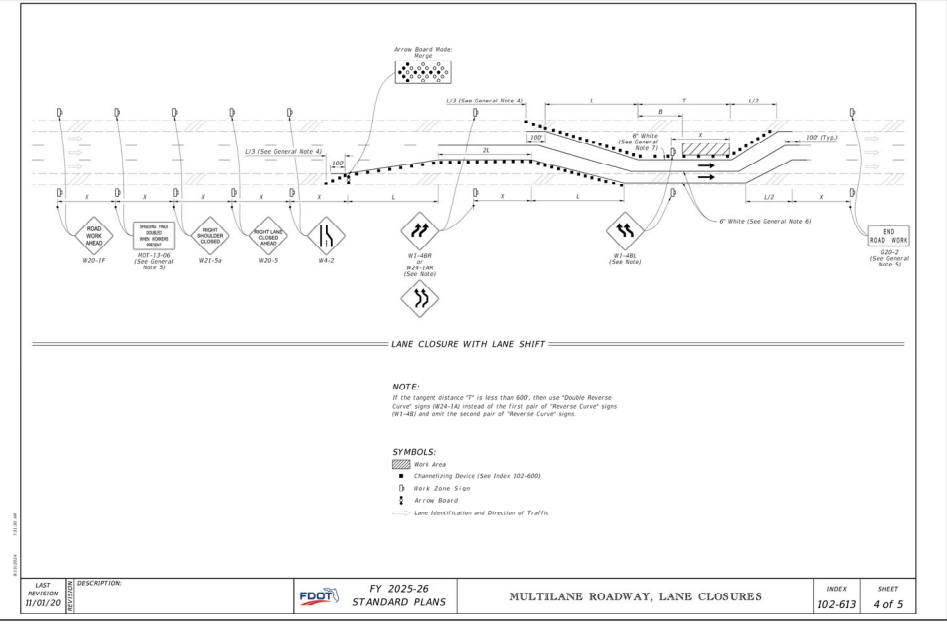 Arrow Board Mode:
Merge
L/3 (See General Note 4)
L
T
L/2
B
6" White
(See General
Note 7)
X
100'
100' (Typ.)
L/3 (See General Note 4)
100'
2L
X
X
X
X
X
L
X
L
L/2
X
6" White (See General Note 6)
ROAD
WORK
AHEAD
W20-1F
SPEEDING FINES
DOUBLED
WHEN WORKERS
PRESENT
MOT-13-06
(See General
Note 5)
RIGHT
SHOULDER
CLOSED
W21-5a
RIGHT LANE
CLOSED
AHEAD
W20-5
W4-2
W1-4BR
or
W24-1AR
(See Note)
W1-4BL
(See Note)
END
ROAD WORK
G20-2
(See General
Note 5)
LANE CLOSURE WITH LANE SHIFT
NOTE:
If the tangent distance "T" is less than 600', then use "Double Reverse
Curve" signs (W24-1A) instead of the first pair of "Reverse Curve" signs
(W1-4B) and omit the second pair of "Reverse Curve" signs.
SYMBOLS:
Work Area
Channelizing Device (See Index 102-600)
Work Zone Sign
Arrow Board
Lane Identification and Direction of Traffic
LAST
REVISION
11/01/20
REVISION
DESCRIPTION:
FDOT
FY 2025-26
STANDARD PLANS
MULTILANE ROADWAY, LANE CLOSURES
INDEX
102-613
SHEET
4 of 5